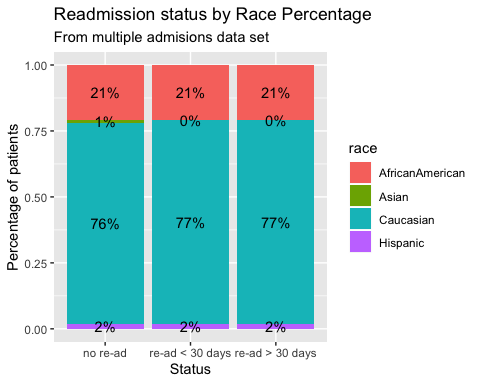 Readmission status by Race Percentage
From multiple admisions data set
Percentage of patients
1.00
0.75
0.50
0.25
0.00
21% 21% 21%
1% 0% 0%
76% 77% 77%
2% 2% 2%
no re-ad re-ad < 30 days re-ad > 30 days
Status
race
AfricanAmerican
Asian
Caucasian
Hispanic